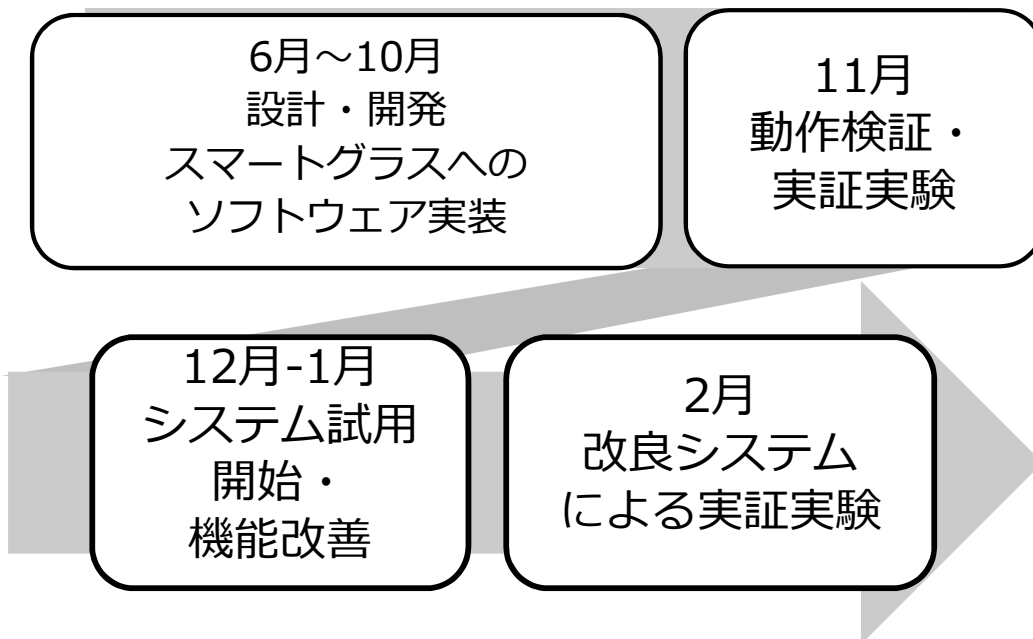 6月～10月
設計・開発
スマートグラスへの
ソフトウェア実装
11月
動作検証・
実証実験
12月-1月
システム試用
開始・
機能改善
2月
改良システム
による実証実験